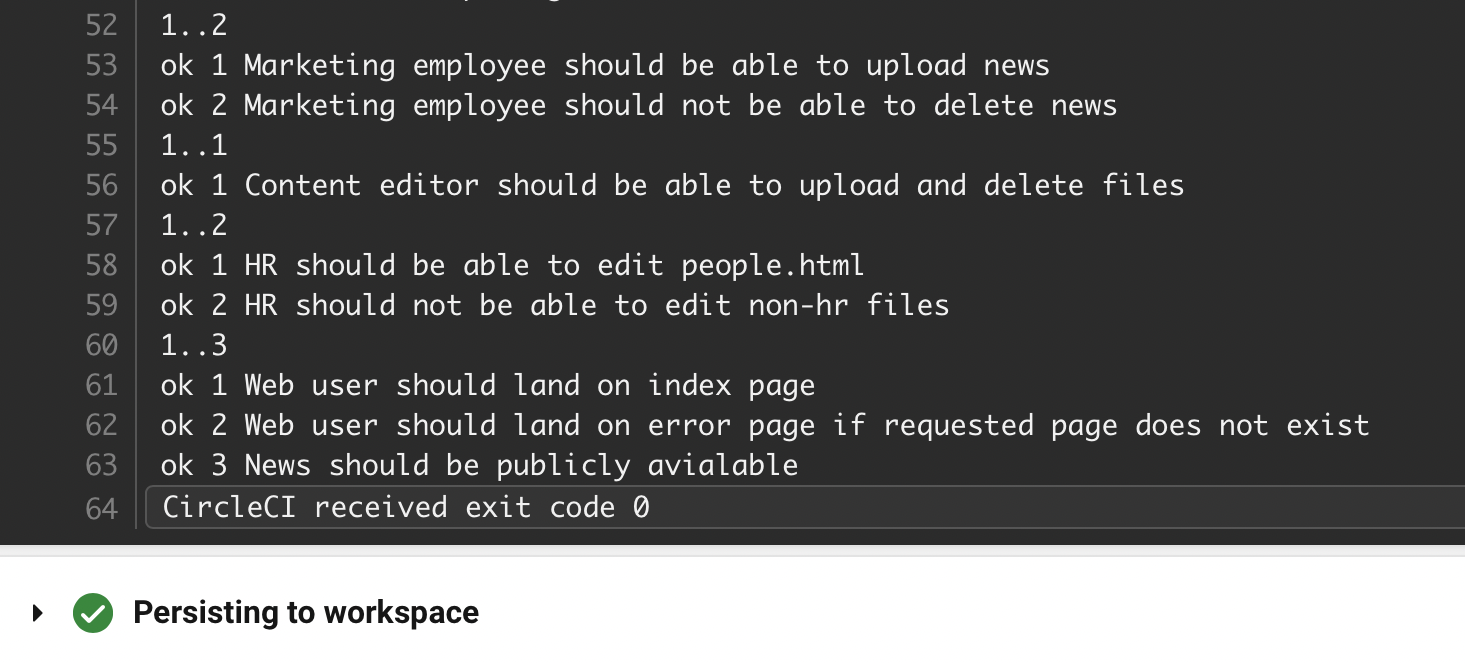 52 1..2
53 ok 1 Marketing employee should be able to upload news
54 ok 2 Marketing employee should not be able to delete news
55 1..1
56 ok 1 Content editor should be able to upload and delete files
57 1..2
58 ok 1 HR should be able to edit people.html
59 ok 2 HR should not be able to edit non-hr files
60 1..3
61 ok 1 Web user should land on index page
62 ok 2 Web user should land on error page if requested page does not exist
63 ok 3 News should be publicly avialable
64 CircleCI received exit code 0
Persisting to workspace